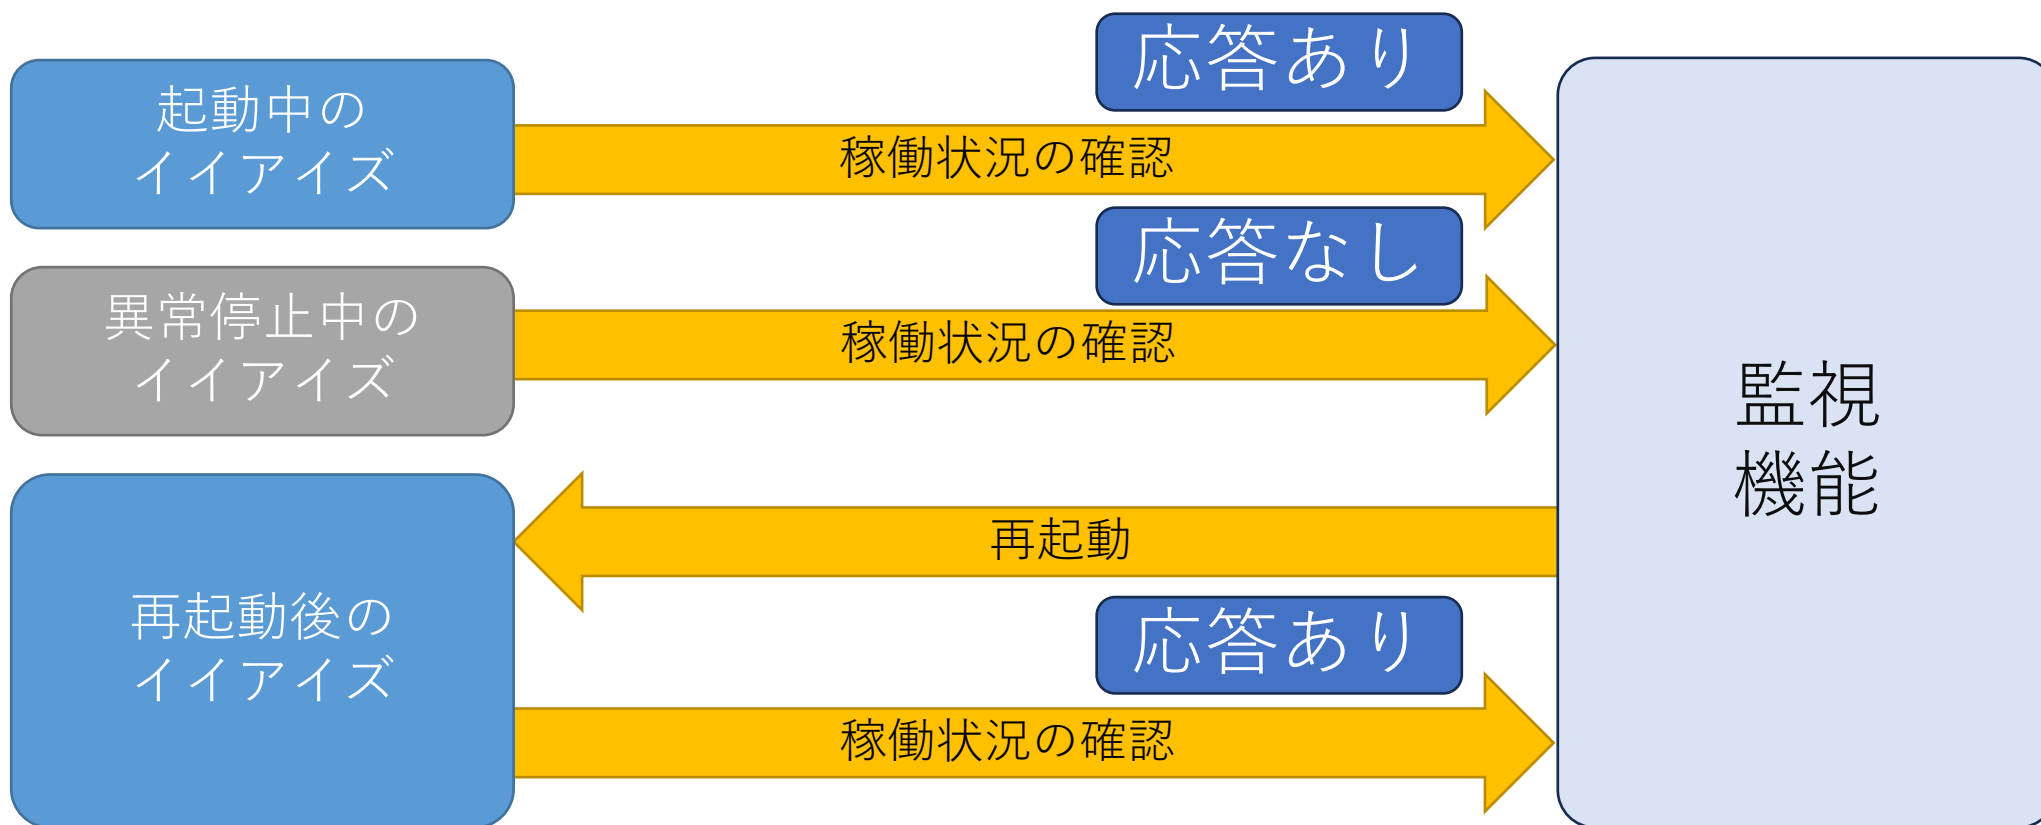 応答あり
起動中の
イイアイズ
稼働状況の確認
応答なし
異常停止中の
イイアイズ
稼働状況の確認
監視
機能
再起動
応答あり
再起動後の
イイアイズ
稼働状況の確認